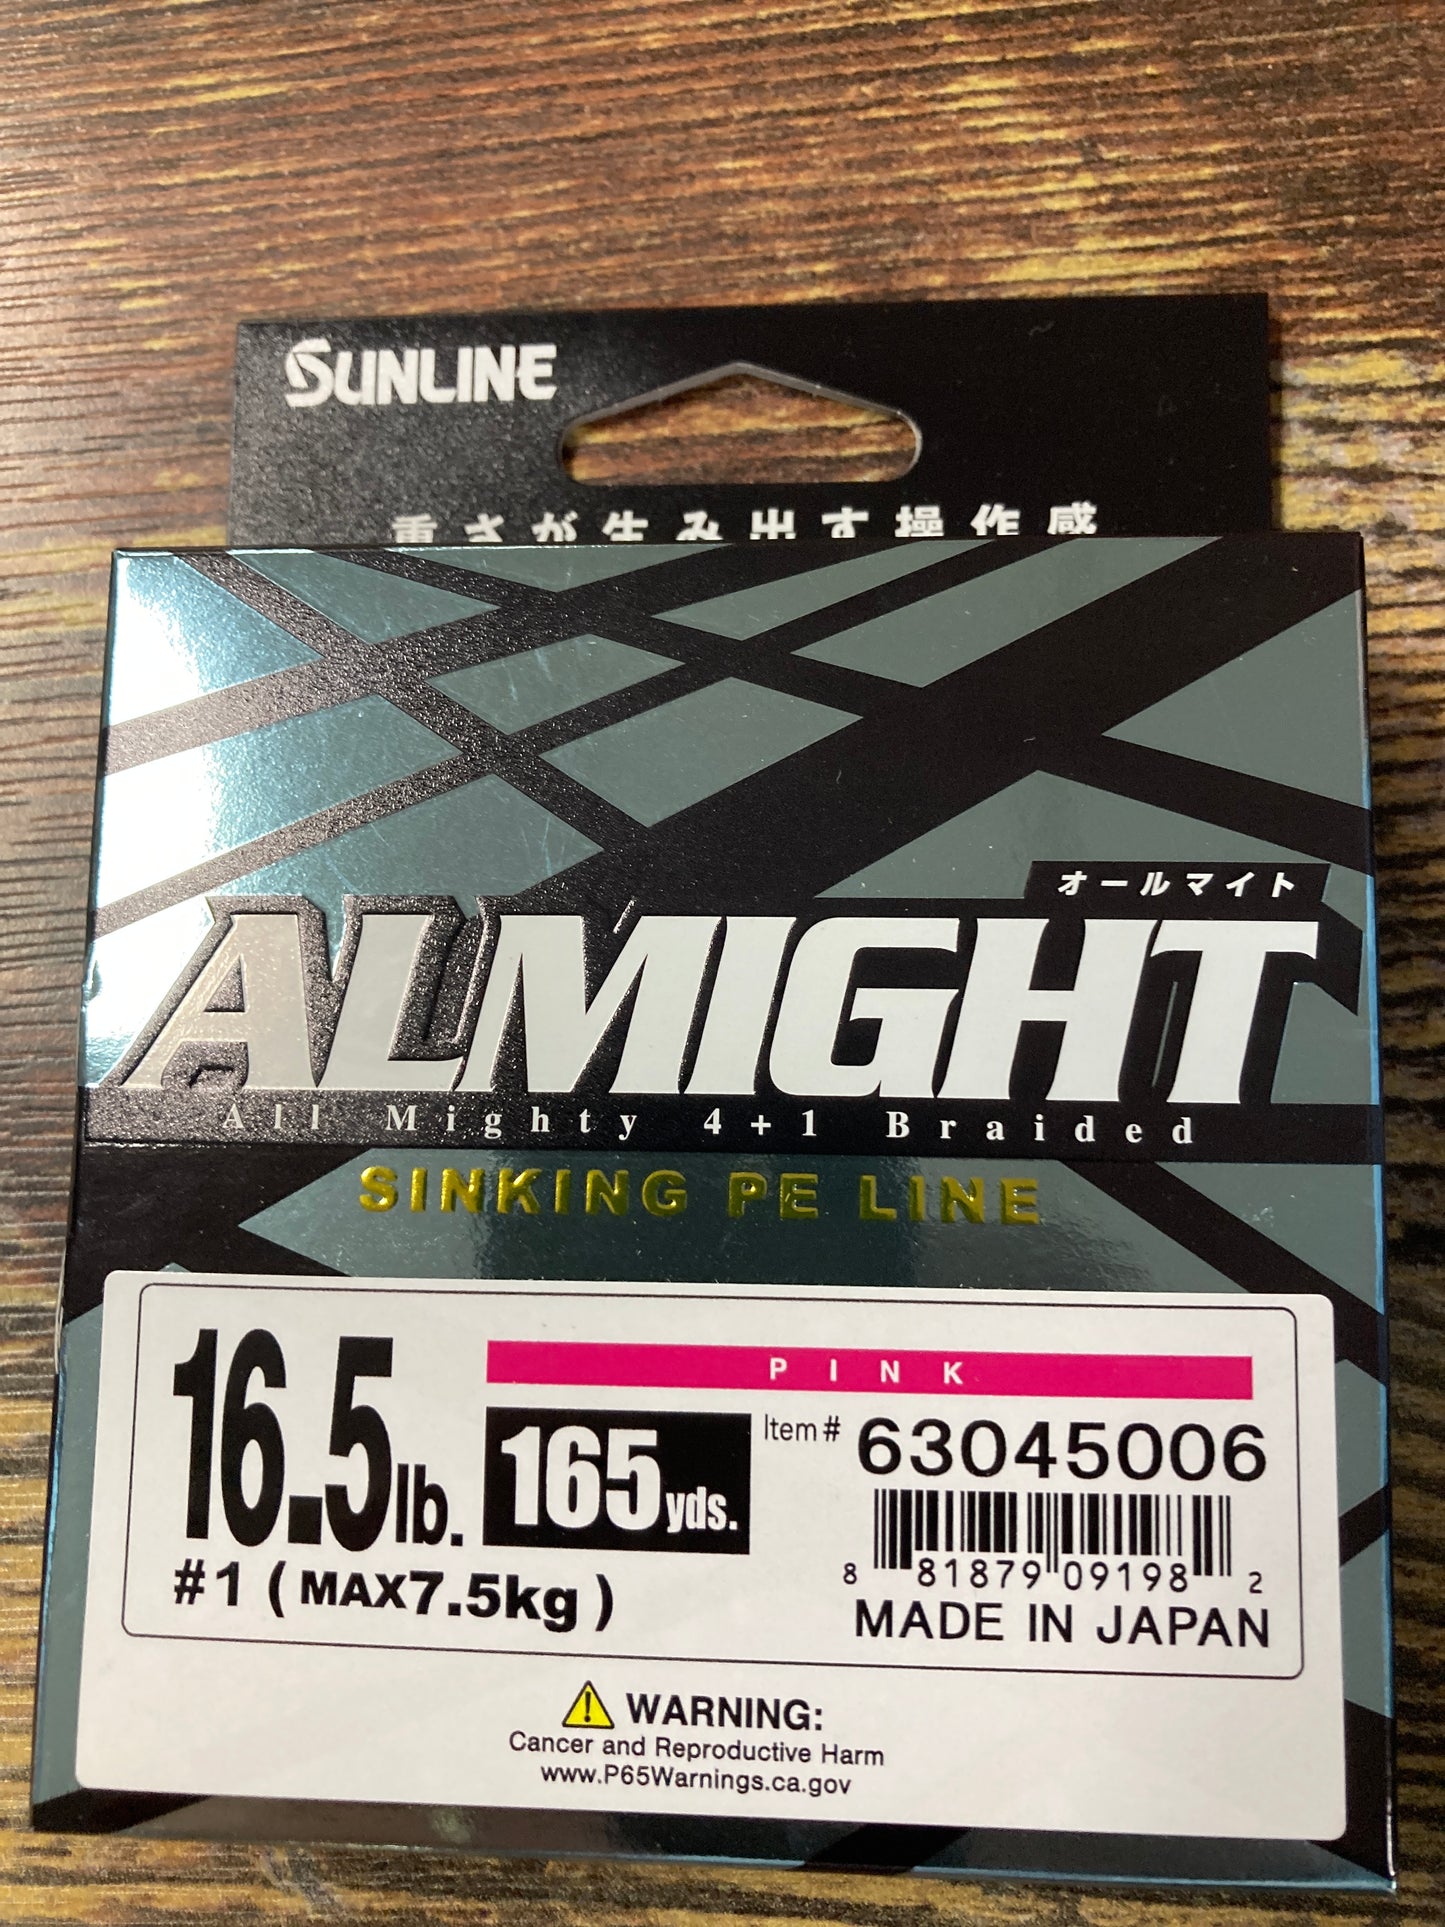 SUNLINE
重さが生み出す操作感
オールマイト
ALMIGHT
All Mighty 4+1 Braided
SINKING PE LINE
PINK
16.5lb. 165yds. Item# 63045006
#1 (MAX7.5kg)
8 81879 09198 2
MADE IN JAPAN
WARNING:
Cancer and Reproductive Harm
www.P65Warnings.ca.gov